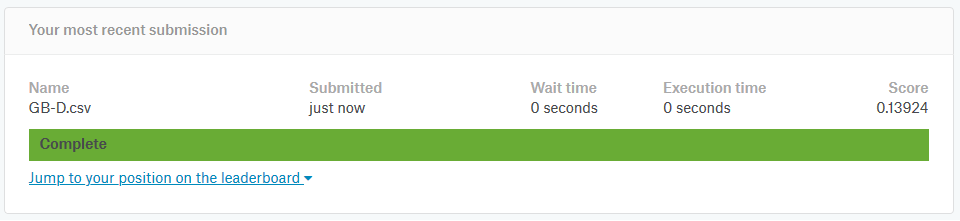 Your most recent submission
Name Submitted Wait time Execution time Score
GB-D.csv just now 0 seconds 0 seconds 0.13924
Complete
Jump to your position on the leaderboard